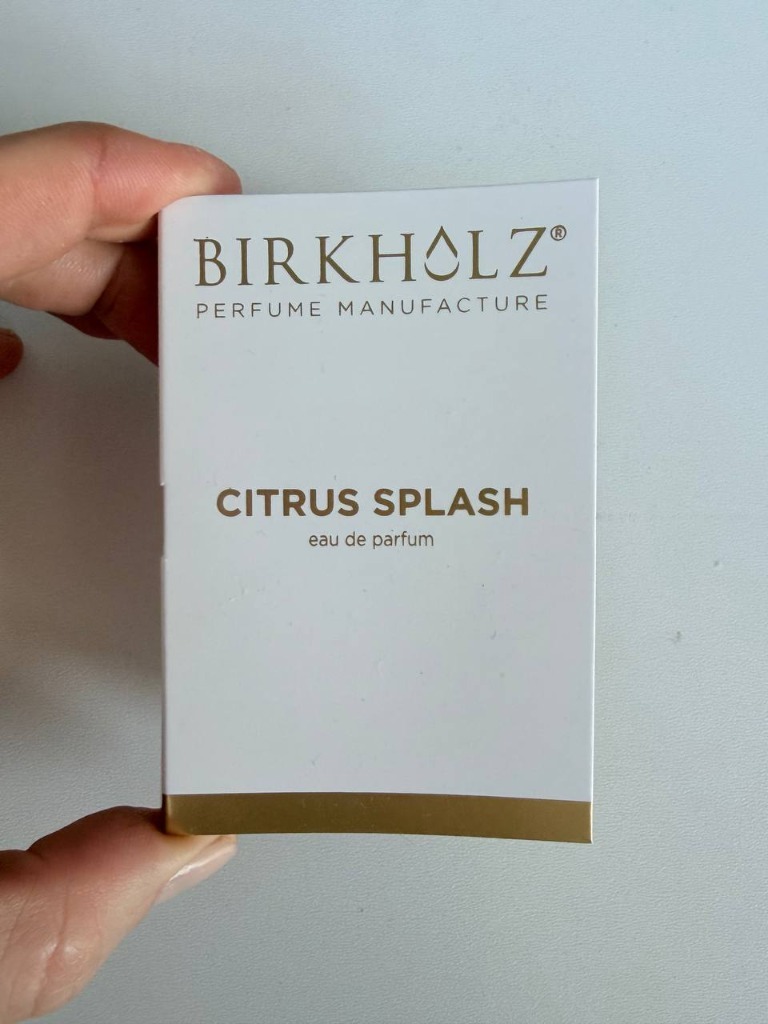 BIRKHOLZ®
PERFUME MANUFACTURE
CITRUS SPLASH
eau de parfum